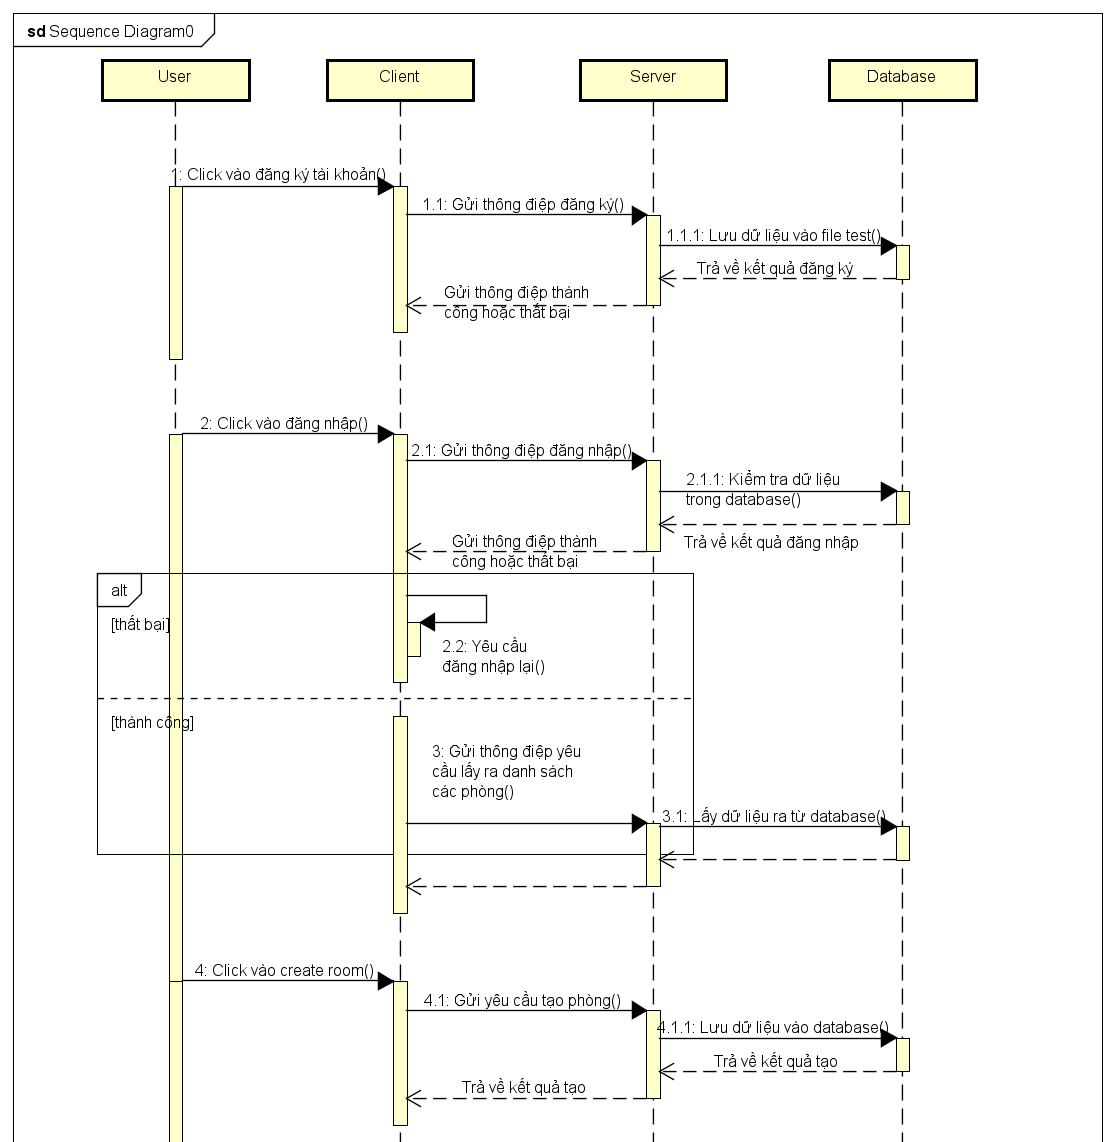 sd Sequence Diagram0
User
Client
Server
Database
1: Click vào đăng ký tài khoản()
1.1: Gửi thông điệp đăng ký()
1.1.1: Lưu dữ liệu vào file test()
Trả về kết quả đăng ký
Gửi thông điệp thành
công hoặc thất bại
2: Click vào đăng nhập()
2.1: Gửi thông điệp đăng nhập()
2.1.1: Kiểm tra dữ liệu
trong database()
Trả về kết quả đăng nhập
Gửi thông điệp thành
công hoặc thất bại
alt
[thất bại]
2.2: Yêu cầu
đăng nhập lại()
[thành công]
3: Gửi thông điệp yêu
cầu lấy ra danh sách
các phòng()
3.1: Lấy dữ liệu ra từ database()
4: Click vào create room()
4.1: Gửi yêu cầu tạo phòng()
4.1.1: Lưu dữ liệu vào database()
Trả về kết quả tạo
Trả về kết quả tạo